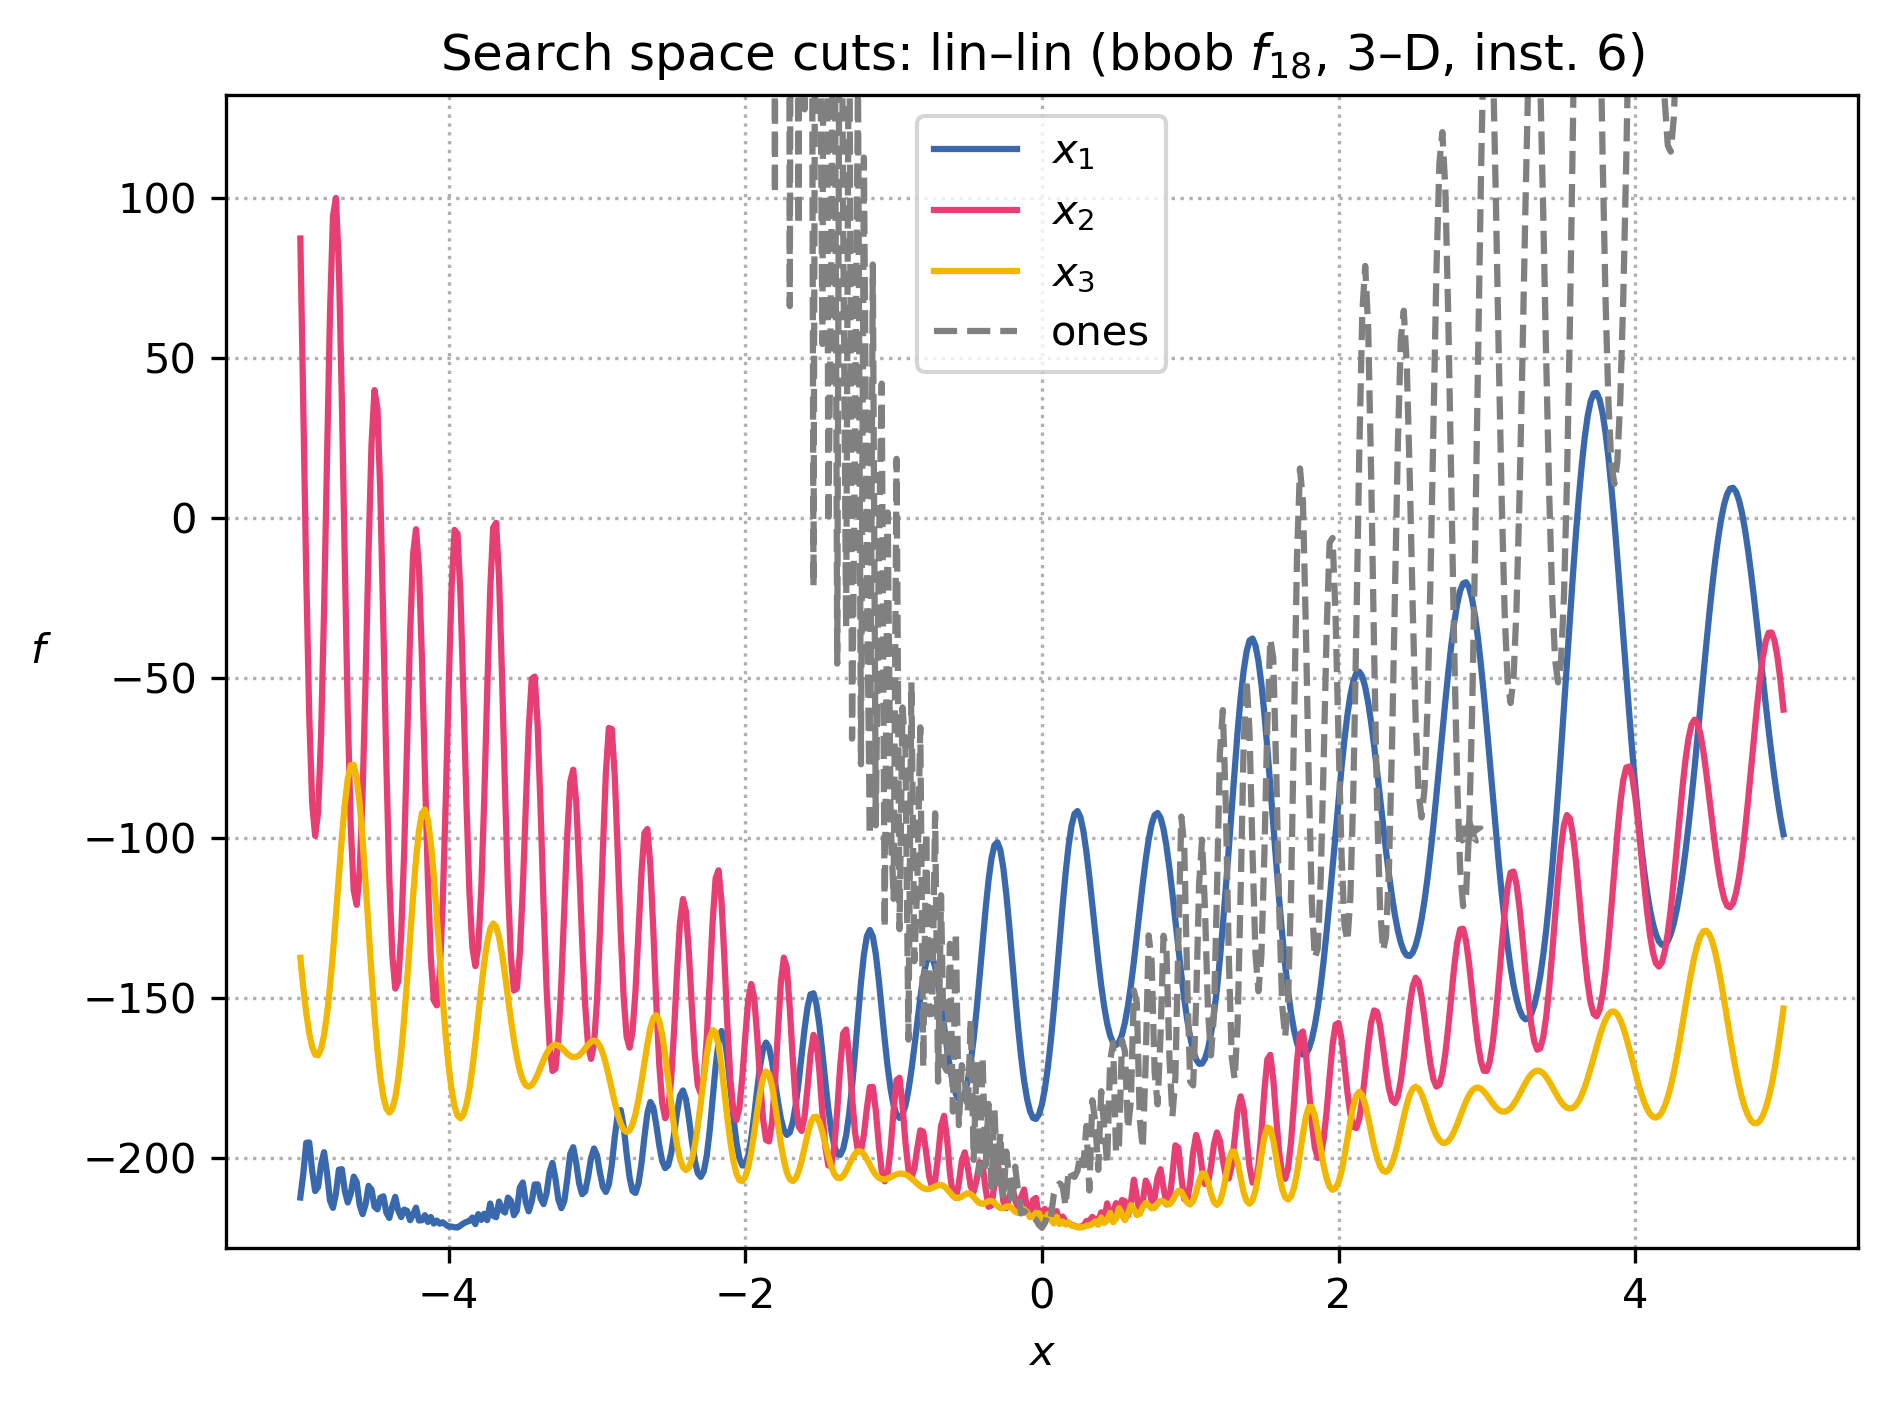 Search space cuts: lin–lin (bbob f₁₈, 3–D, inst. 6)
x₁
x₂
x₃
ones
100
50
0
−50
−100
−150
−200
f
−4
−2
0
2
4
x